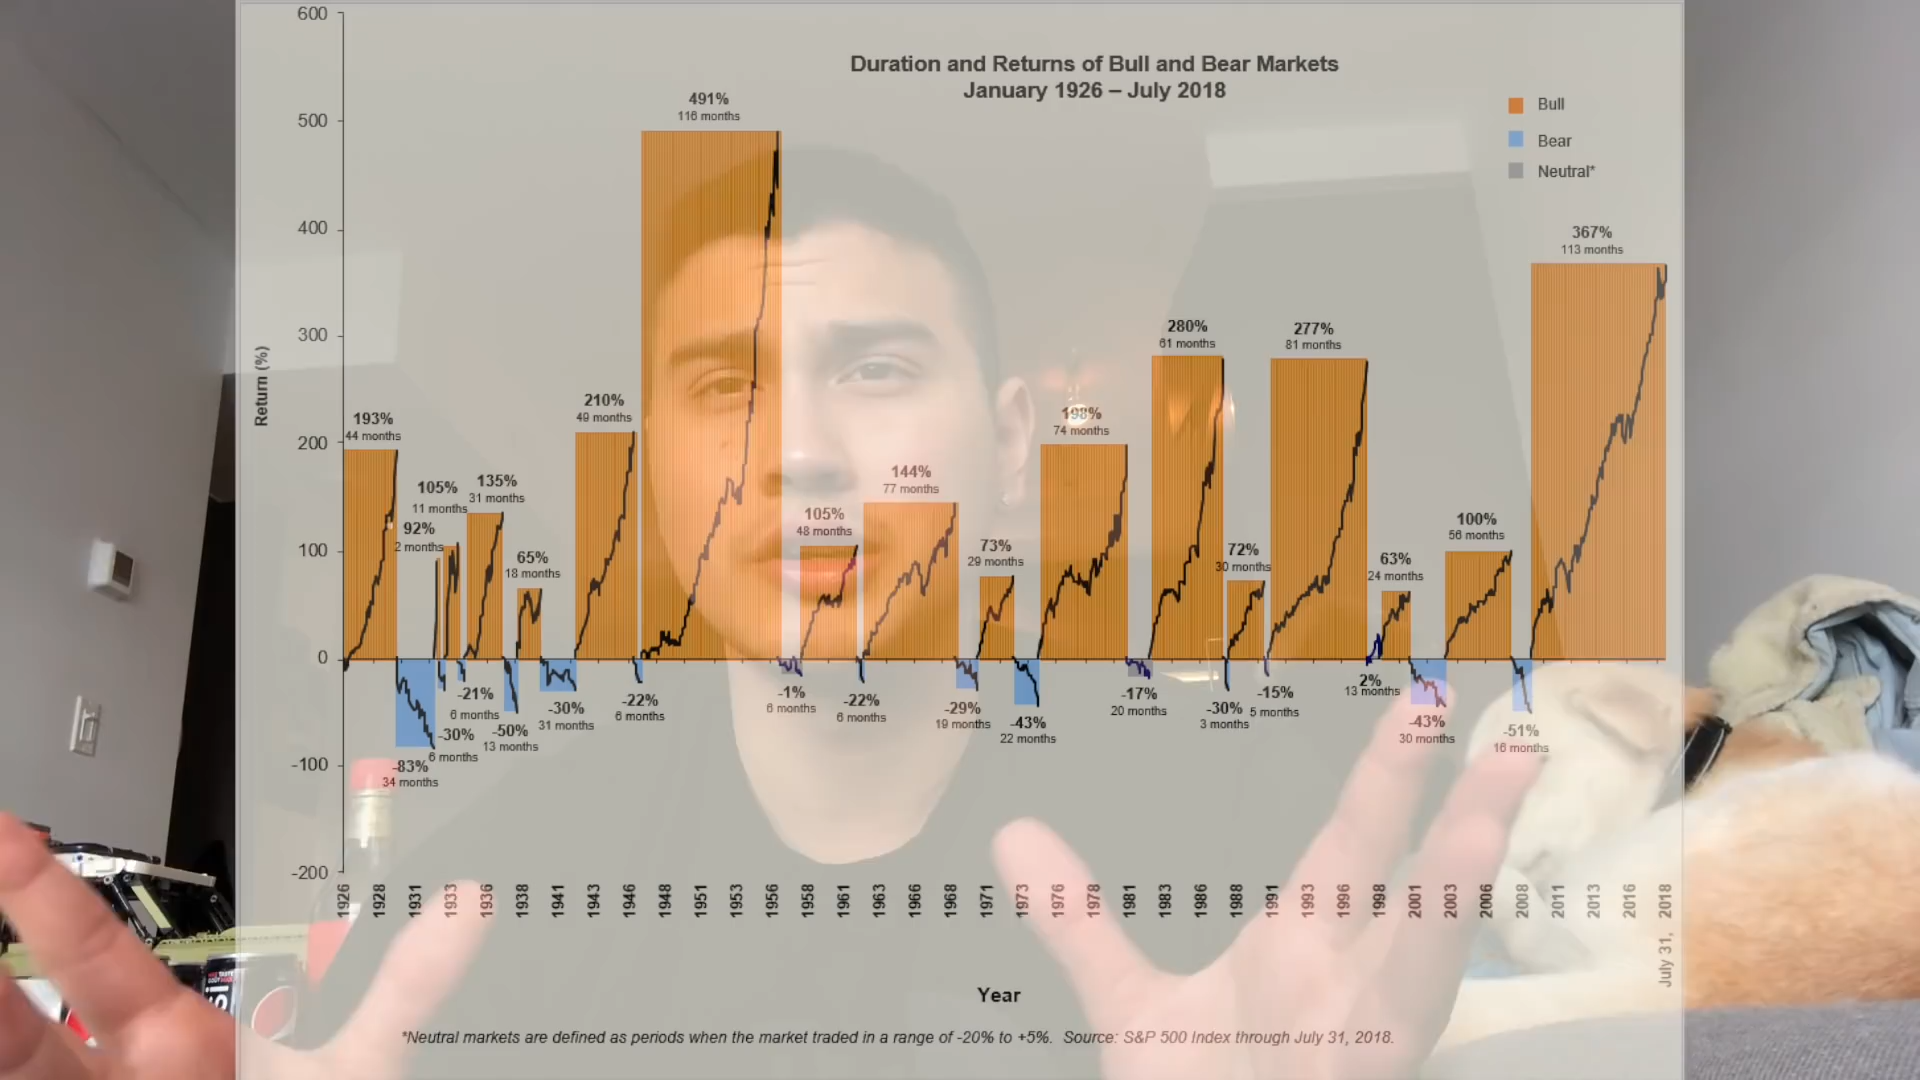 Duration and Returns of Bull and Bear Markets
January 1926 – July 2018
Bull
Bear
Neutral*
600
500
400
300
200
100
0
-100
-200
Return (%)
193%
44 months
92%
2 months
105%
11 months
135%
31 months
65%
18 months
210%
49 months
491%
116 months
105%
48 months
144%
77 months
73%
29 months
198%
74 months
280%
61 months
72%
30 months
277%
81 months
63%
24 months
100%
56 months
367%
113 months
-83%
34 months
-30%
6 months
-21%
6 months
-50%
13 months
-30%
31 months
-22%
6 months
-1%
6 months
-22%
6 months
-29%
19 months
-43%
22 months
-17%
20 months
-30%
3 months
-15%
5 months
2%
13 months
-43%
30 months
-51%
16 months
1926 1928 1931 1933 1936 1938 1941 1943 1946 1948 1951 1953 1956 1958 1961 1963 1966 1968 1971 1973 1976 1978 1981 1983 1986 1988 1991 1993 1996 1998 2001 2003 2006 2008 2011 2013 2016 July 31, 2018
Year
*Neutral markets are defined as periods when the market traded in a range of -20% to +5%. Source: S&P 500 Index through July 31, 2018.